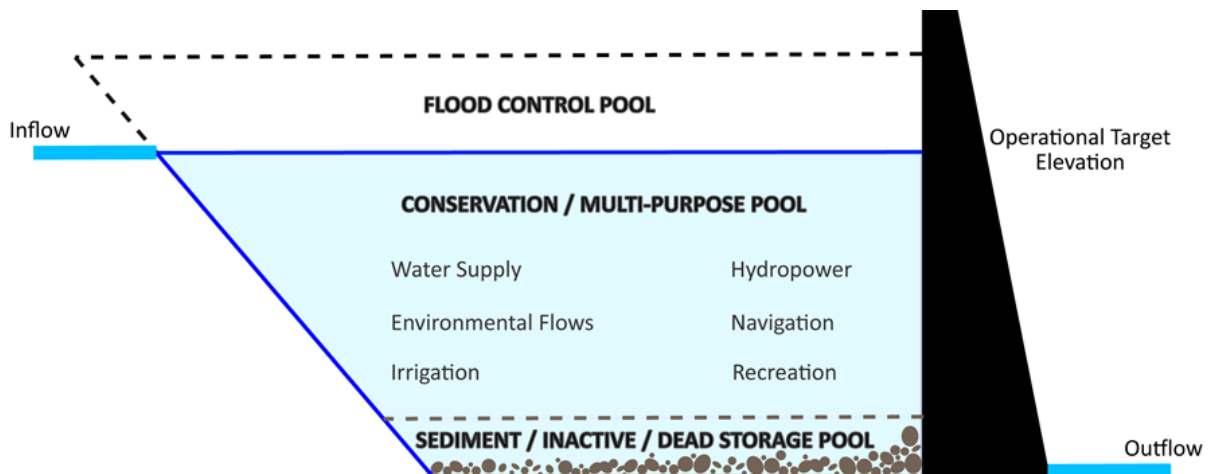 FLOOD CONTROL POOL
Inflow
Operational Target
Elevation
CONSERVATION / MULTI-PURPOSE POOL
Water Supply
Hydropower
Environmental Flows
Navigation
Irrigation
Recreation
SEDIMENT / INACTIVE / DEAD STORAGE POOL
Outflow